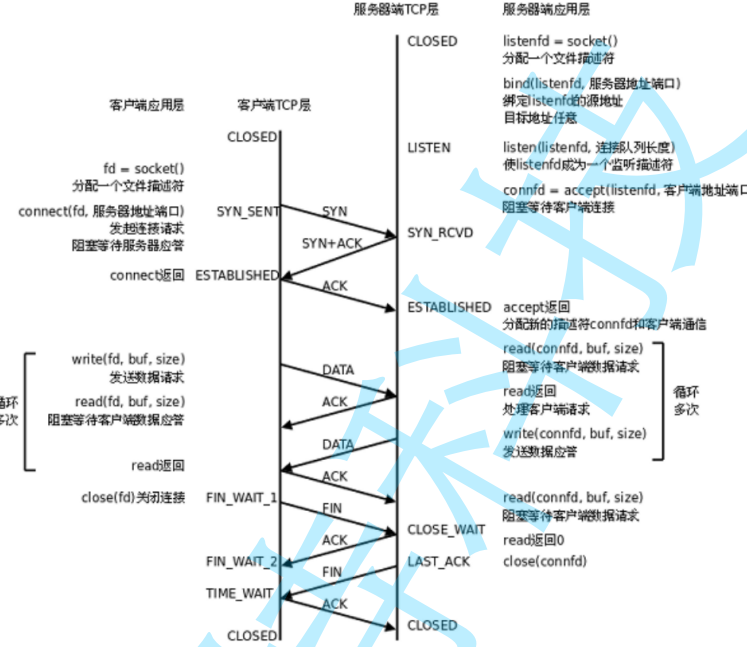 服务器端TCP层 服务器端应用层
CLOSED listenfd = socket()
分配一个文件描述符
bind(listenfd, 服务器地址端口)
绑定listenfd的源地址
目标地址任意
客户端应用层 客户端TCP层
CLOSED
LISTEN listen(listenfd, 连接队列长度)
使listenfd成为一个监听描述符
fd = socket()
分配一个文件描述符
connfd = accept(listenfd, 客户端地址端口
阻塞等待客户端连接
connect(fd, 服务器地址端口) SYN_SENT SYN
发起连接请求
阻塞等待服务器应答
SYN_RCVD
SYN+ACK
connect返回 ESTABLISHED
ACK
ESTABLISHED accept返回
分配新的描述符connfd和客户端通信
read(connfd, buf, size)
阻塞等待客户端数据请求
write(fd, buf, size)
发送数据请求
DATA
read返回
处理客户端请求
循环
多次
read(fd, buf, size) ACK
阻塞等待客户端数据应答
循环
多次
write(connfd, buf, size)
发送数据应答
DATA
read返回
ACK
close(fd)关闭连接 FIN_WAIT_1 read(connfd, buf, size)
阻塞等待客户端数据请求
FIN
CLOSE_WAIT
read返回0
ACK
FIN_WAIT_2 LAST_ACK close(connfd)
FIN
TIME_WAIT
ACK
CLOSED
CLOSED
科技